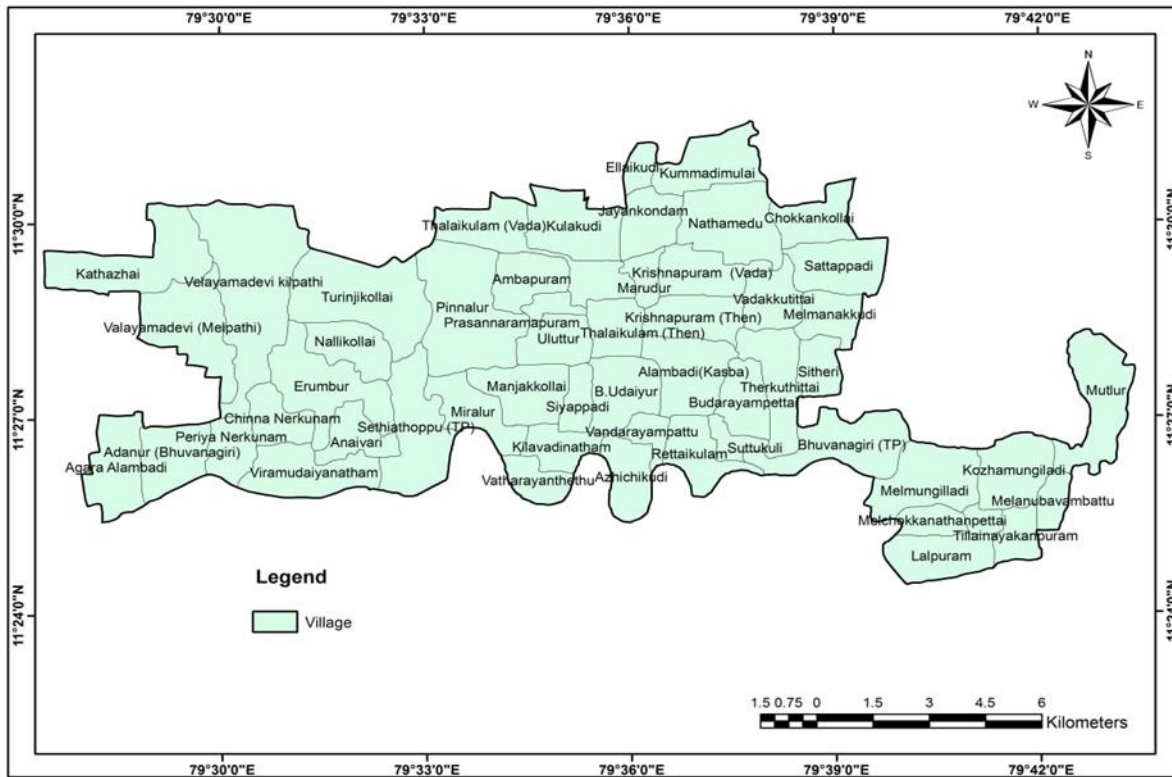 79°30'0"E 79°33'0"E 79°36'0"E 79°39'0"E 79°42'0"E
N
W E
S
Ellaikudi
Kummadimulai
11°30'0"N
Jayankondam
Thalaikulam (Vada)
Kulakudi
Nathamedu
Chokkankollai
Kathazhai
Velayamadevi kilpathi
Turinjikollai
Ambapuram
Krishnapuram (Vada)
Sattappadi
Marudur
Pinnalur
Vadakkutittai
Valayamadevi (Melpathi)
Prasannaramapuram
Krishnapuram (Then)
Melmanakkudi
Nallikollai
Uluttur
Thalaikulam (Then)
Erumbur
Manjakkollai
B.Udaiyur
Alambadi(Kasba)
Sitheri
Therkuthittai
Mutlur
Siyappadi
Budarayampettai
11°27'0"N
Chinna Nerkunam
Miralur
Sethiathoppu (TP)
Vandarayampattu
Periya Nerkunam
Anaivari
Kilavadinatham
Bhuvanagiri (TP)
Adanur (Bhuvanagiri)
Rettaikulam
Suttukuli
Agara Alambadi
Viramudaiyanatham
Vatharayanthethu
Azhichikudi
Kozhamungiladi
Melmungilladi
Melanubavambattu
Melchokkanathanpettai
Tillainayakanpuram
Lalpuram
Legend
Village
11°24'0"N 11°24'0"N
1.5 0.75 0 1.5 3 4.5 6
Kilometers
79°30'0"E 79°33'0"E 79°36'0"E 79°39'0"E 79°42'0"E
11°27'0"N